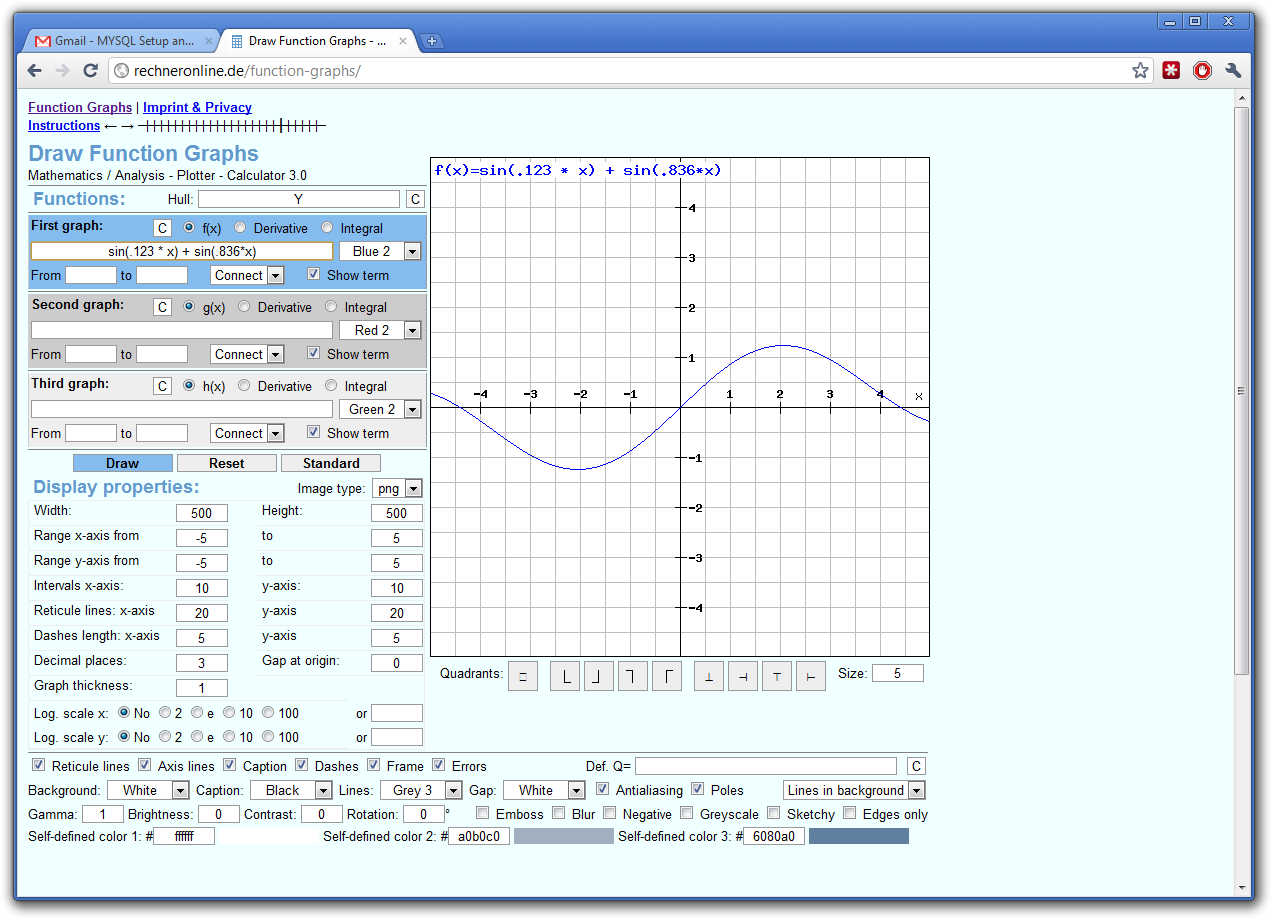 Gmail - MYSQL Setup an... Draw Function Graphs - ...
rechneronline.de/function-graphs/
Function Graphs | Imprint & Privacy
Instructions ← →
Draw Function Graphs
Mathematics / Analysis - Plotter - Calculator 3.0
Functions: Hull: Y C
First graph: C f(x) Derivative Integral
sin(.123 * x) + sin(.836*x) Blue 2
From to Connect Show term
Second graph: C g(x) Derivative Integral
Red 2
From to Connect Show term
Third graph: C h(x) Derivative Integral
Green 2
From to Connect Show term
Draw Reset Standard
Display properties: Image type: png
Width: 500 Height: 500
Range x-axis from -5 to 5
Range y-axis from -5 to 5
Intervals x-axis: 10 y-axis: 10
Reticule lines: x-axis 20 y-axis 20
Dashes length: x-axis 5 y-axis 5
Decimal places: 3 Gap at origin: 0
Graph thickness: 1
Log. scale x: No 2 e 10 100 or
Log. scale y: No 2 e 10 100 or
f(x)=sin(.123 * x) + sin(.836*x)
4
3
2
1
-4 -3 -2 -1 1 2 3 4 x
-1
-2
-3
-4
Quadrants: Size: 5
Reticule lines Axis lines Caption Dashes Frame Errors Def. Q= C
Background: White Caption: Black Lines: Grey 3 Gap: White Antialiasing Poles Lines in background
Gamma: 1 Brightness: 0 Contrast: 0 Rotation: 0 ° Emboss Blur Negative Greyscale Sketchy Edges only
Self-defined color 1: # ffffff Self-defined color 2: # a0b0c0 Self-defined color 3: # 6080a0